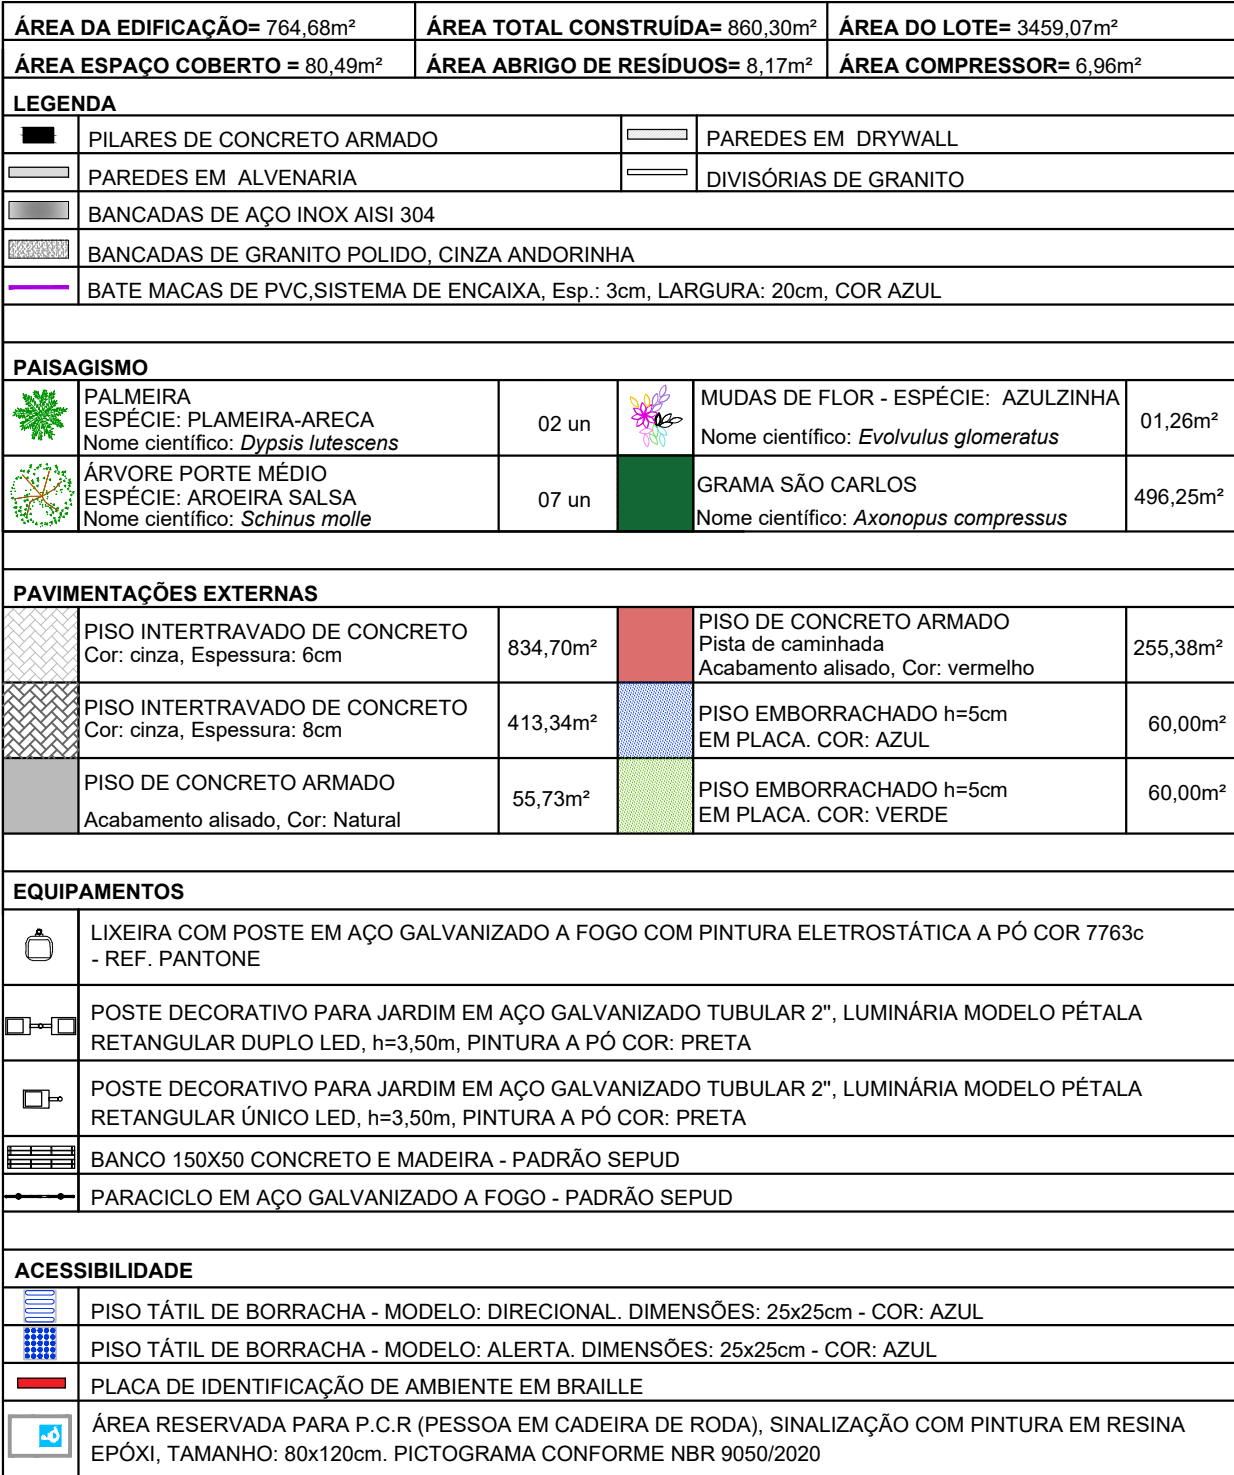 ÁREA DA EDIFICAÇÃO= 764,68m² ÁREA TOTAL CONSTRUÍDA= 860,30m² ÁREA DO LOTE= 3459,07m²
ÁREA ESPAÇO COBERTO = 80,49m² ÁREA ABRIGO DE RESÍDUOS= 8,17m² ÁREA COMPRESSOR= 6,96m²
LEGENDA
PILARES DE CONCRETO ARMADO
PAREDES EM DRYWALL
PAREDES EM ALVENARIA
DIVISÓRIAS DE GRANITO
BANCADAS DE AÇO INOX AISI 304
BANCADAS DE GRANITO POLIDO, CINZA ANDORINHA
BATE MACAS DE PVC,SISTEMA DE ENCAIXA, Esp.: 3cm, LARGURA: 20cm, COR AZUL
PAISAGISMO
PALMEIRA
ESPÉCIE: PLAMEIRA-ARECA
Nome científico: Dypsis lutescens
02 un
MUDAS DE FLOR - ESPÉCIE: AZULZINHA
Nome científico: Evolvulus glomeratus
01,26m²
ÁRVORE PORTE MÉDIO
ESPÉCIE: AROEIRA SALSA
Nome científico: Schinus molle
07 un
GRAMA SÃO CARLOS
Nome científico: Axonopus compressus
496,25m²
PAVIMENTAÇÕES EXTERNAS
PISO INTERTRAVADO DE CONCRETO
Cor: cinza, Espessura: 6cm
834,70m²
PISO DE CONCRETO ARMADO
Pista de caminhada
Acabamento alisado, Cor: vermelho
255,38m²
PISO INTERTRAVADO DE CONCRETO
Cor: cinza, Espessura: 8cm
413,34m²
PISO EMBORRACHADO h=5cm
EM PLACA. COR: AZUL
60,00m²
PISO DE CONCRETO ARMADO
Acabamento alisado, Cor: Natural
55,73m²
PISO EMBORRACHADO h=5cm
EM PLACA. COR: VERDE
60,00m²
EQUIPAMENTOS
LIXEIRA COM POSTE EM AÇO GALVANIZADO A FOGO COM PINTURA ELETROSTÁTICA A PÓ COR 7763c
- REF. PANTONE
POSTE DECORATIVO PARA JARDIM EM AÇO GALVANIZADO TUBULAR 2", LUMINÁRIA MODELO PÉTALA
RETANGULAR DUPLO LED, h=3,50m, PINTURA A PÓ COR: PRETA
POSTE DECORATIVO PARA JARDIM EM AÇO GALVANIZADO TUBULAR 2", LUMINÁRIA MODELO PÉTALA
RETANGULAR ÚNICO LED, h=3,50m, PINTURA A PÓ COR: PRETA
BANCO 150X50 CONCRETO E MADEIRA - PADRÃO SEPUD
PARACICLO EM AÇO GALVANIZADO A FOGO - PADRÃO SEPUD
ACESSIBILIDADE
PISO TÁTIL DE BORRACHA - MODELO: DIRECIONAL. DIMENSÕES: 25x25cm - COR: AZUL
PISO TÁTIL DE BORRACHA - MODELO: ALERTA. DIMENSÕES: 25x25cm - COR: AZUL
PLACA DE IDENTIFICAÇÃO DE AMBIENTE EM BRAILLE
ÁREA RESERVADA PARA P.C.R (PESSOA EM CADEIRA DE RODA), SINALIZAÇÃO COM PINTURA EM RESINA
EPÓXI, TAMANHO: 80x120cm. PICTOGRAMA CONFORME NBR 9050/2020